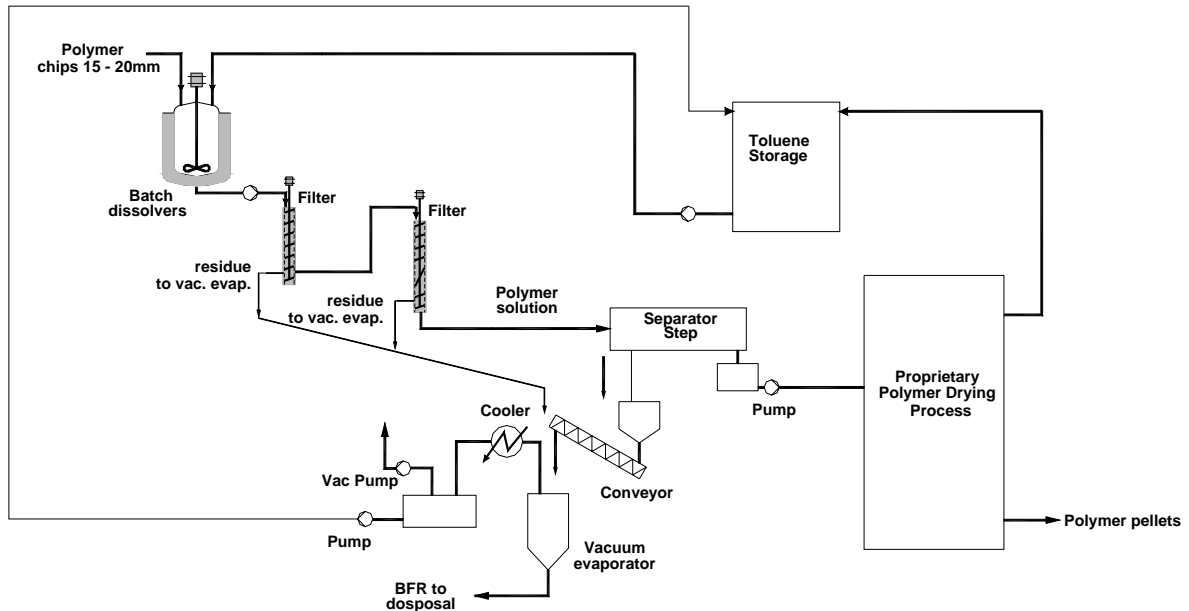 Polymer
chips 15 - 20mm
Toluene
Storage
Batch
dissolvers
Filter
Filter
residue
to vac. evap.
residue
to vac. evap.
Polymer
solution
Separator
Step
Proprietary
Polymer Drying
Process
Pump
Cooler
Vac Pump
Conveyor
Pump
Polymer pellets
Vacuum
evaporator
BFR to
dosposal